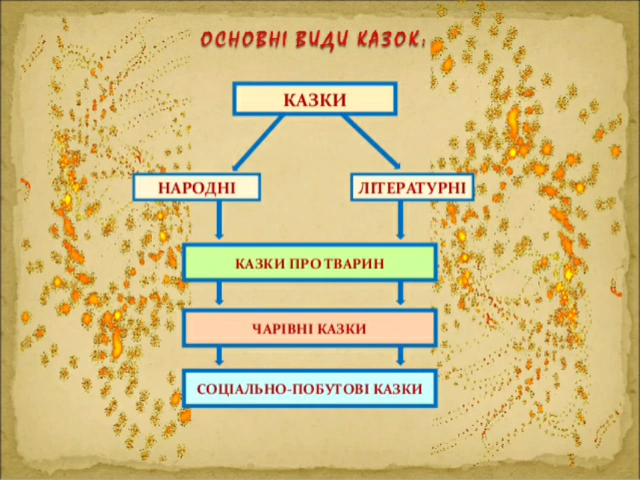 ОСНОВНІ ВИДИ КАЗОК:
КАЗКИ
НАРОДНІ
ЛІТЕРАТУРНІ
КАЗКИ ПРО ТВАРИН
ЧАРІВНІ КАЗКИ
СОЦІАЛЬНО-ПОБУТОВІ КАЗКИ